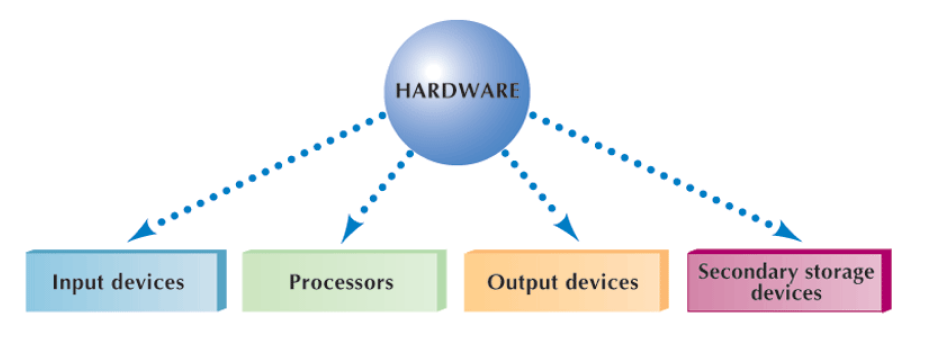 HARDWARE
Input devices
Processors
Output devices
Secondary storage
devices